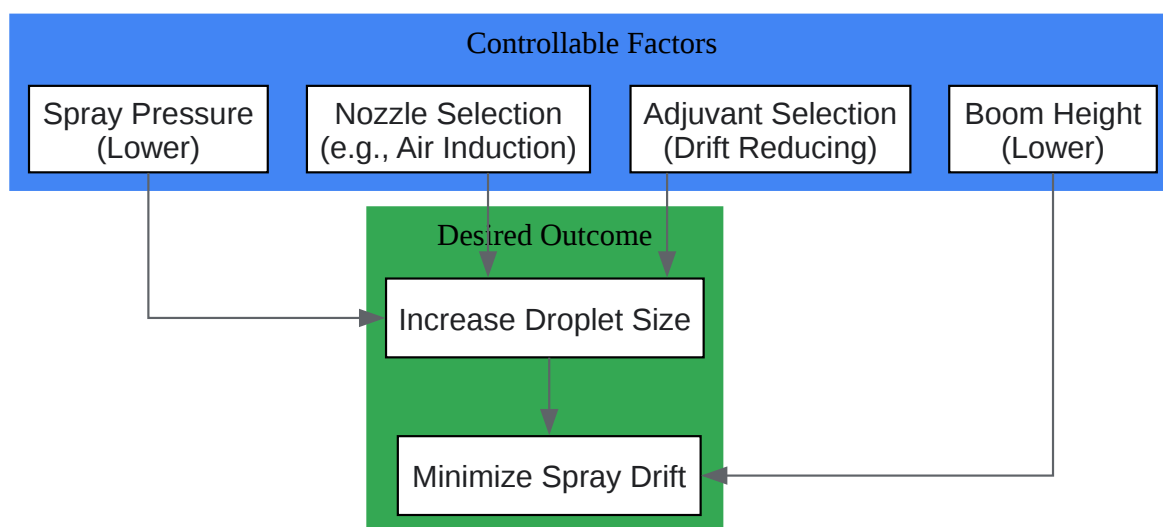 Controllable Factors
Spray Pressure
(Lower)
Nozzle Selection
(e.g., Air Induction)
Adjuvant Selection
(Drift Reducing)
Boom Height
(Lower)
Desired Outcome
Increase Droplet Size
Minimize Spray Drift